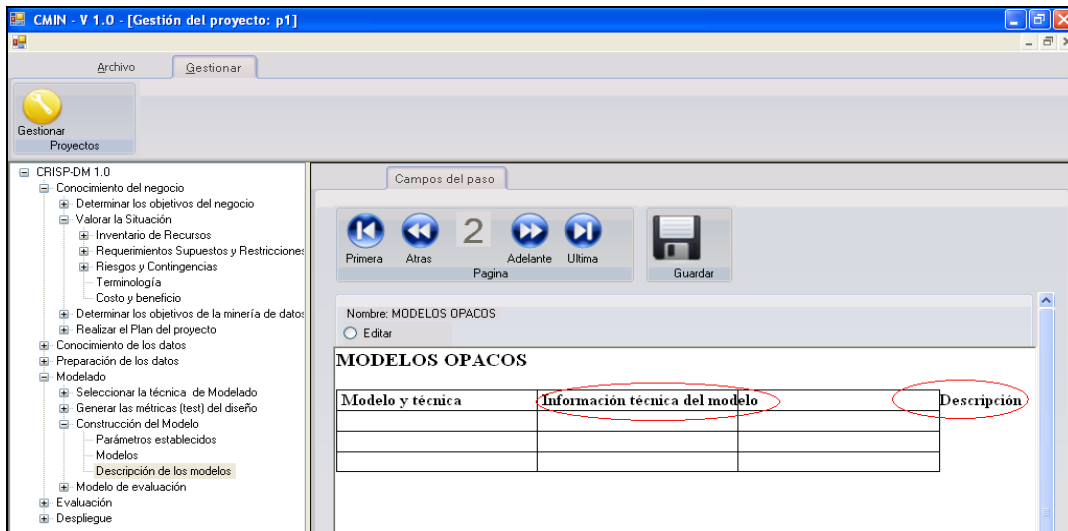 CMIN - V 1.0 - [Gestión del proyecto: p1]
Archivo Gestionar
Gestionar
Proyectos
CRISP-DM 1.0
Conocimiento del negocio
Determinar los objetivos del negocio
Valorar la Situación
Inventario de Recursos
Requerimientos Supuestos y Restricciones
Riesgos y Contingencias
Terminología
Costo y beneficio
Determinar los objetivos de la minería de datos
Realizar el Plan del proyecto
Conocimiento de los datos
Preparación de los datos
Modelado
Seleccionar la técnica de Modelado
Generar las métricas (test) del diseño
Construcción del Modelo
Parámetros establecidos
Modelos
Descripción de los modelos
Modelo de evaluación
Evaluación
Despliegue
Campos del paso
2
Primera Atras Adelante Ultima
Pagina
Guardar
Nombre: MODELOS OPACOS
Editar
MODELOS OPACOS
Modelo y técnica Información técnica del modelo Descripción